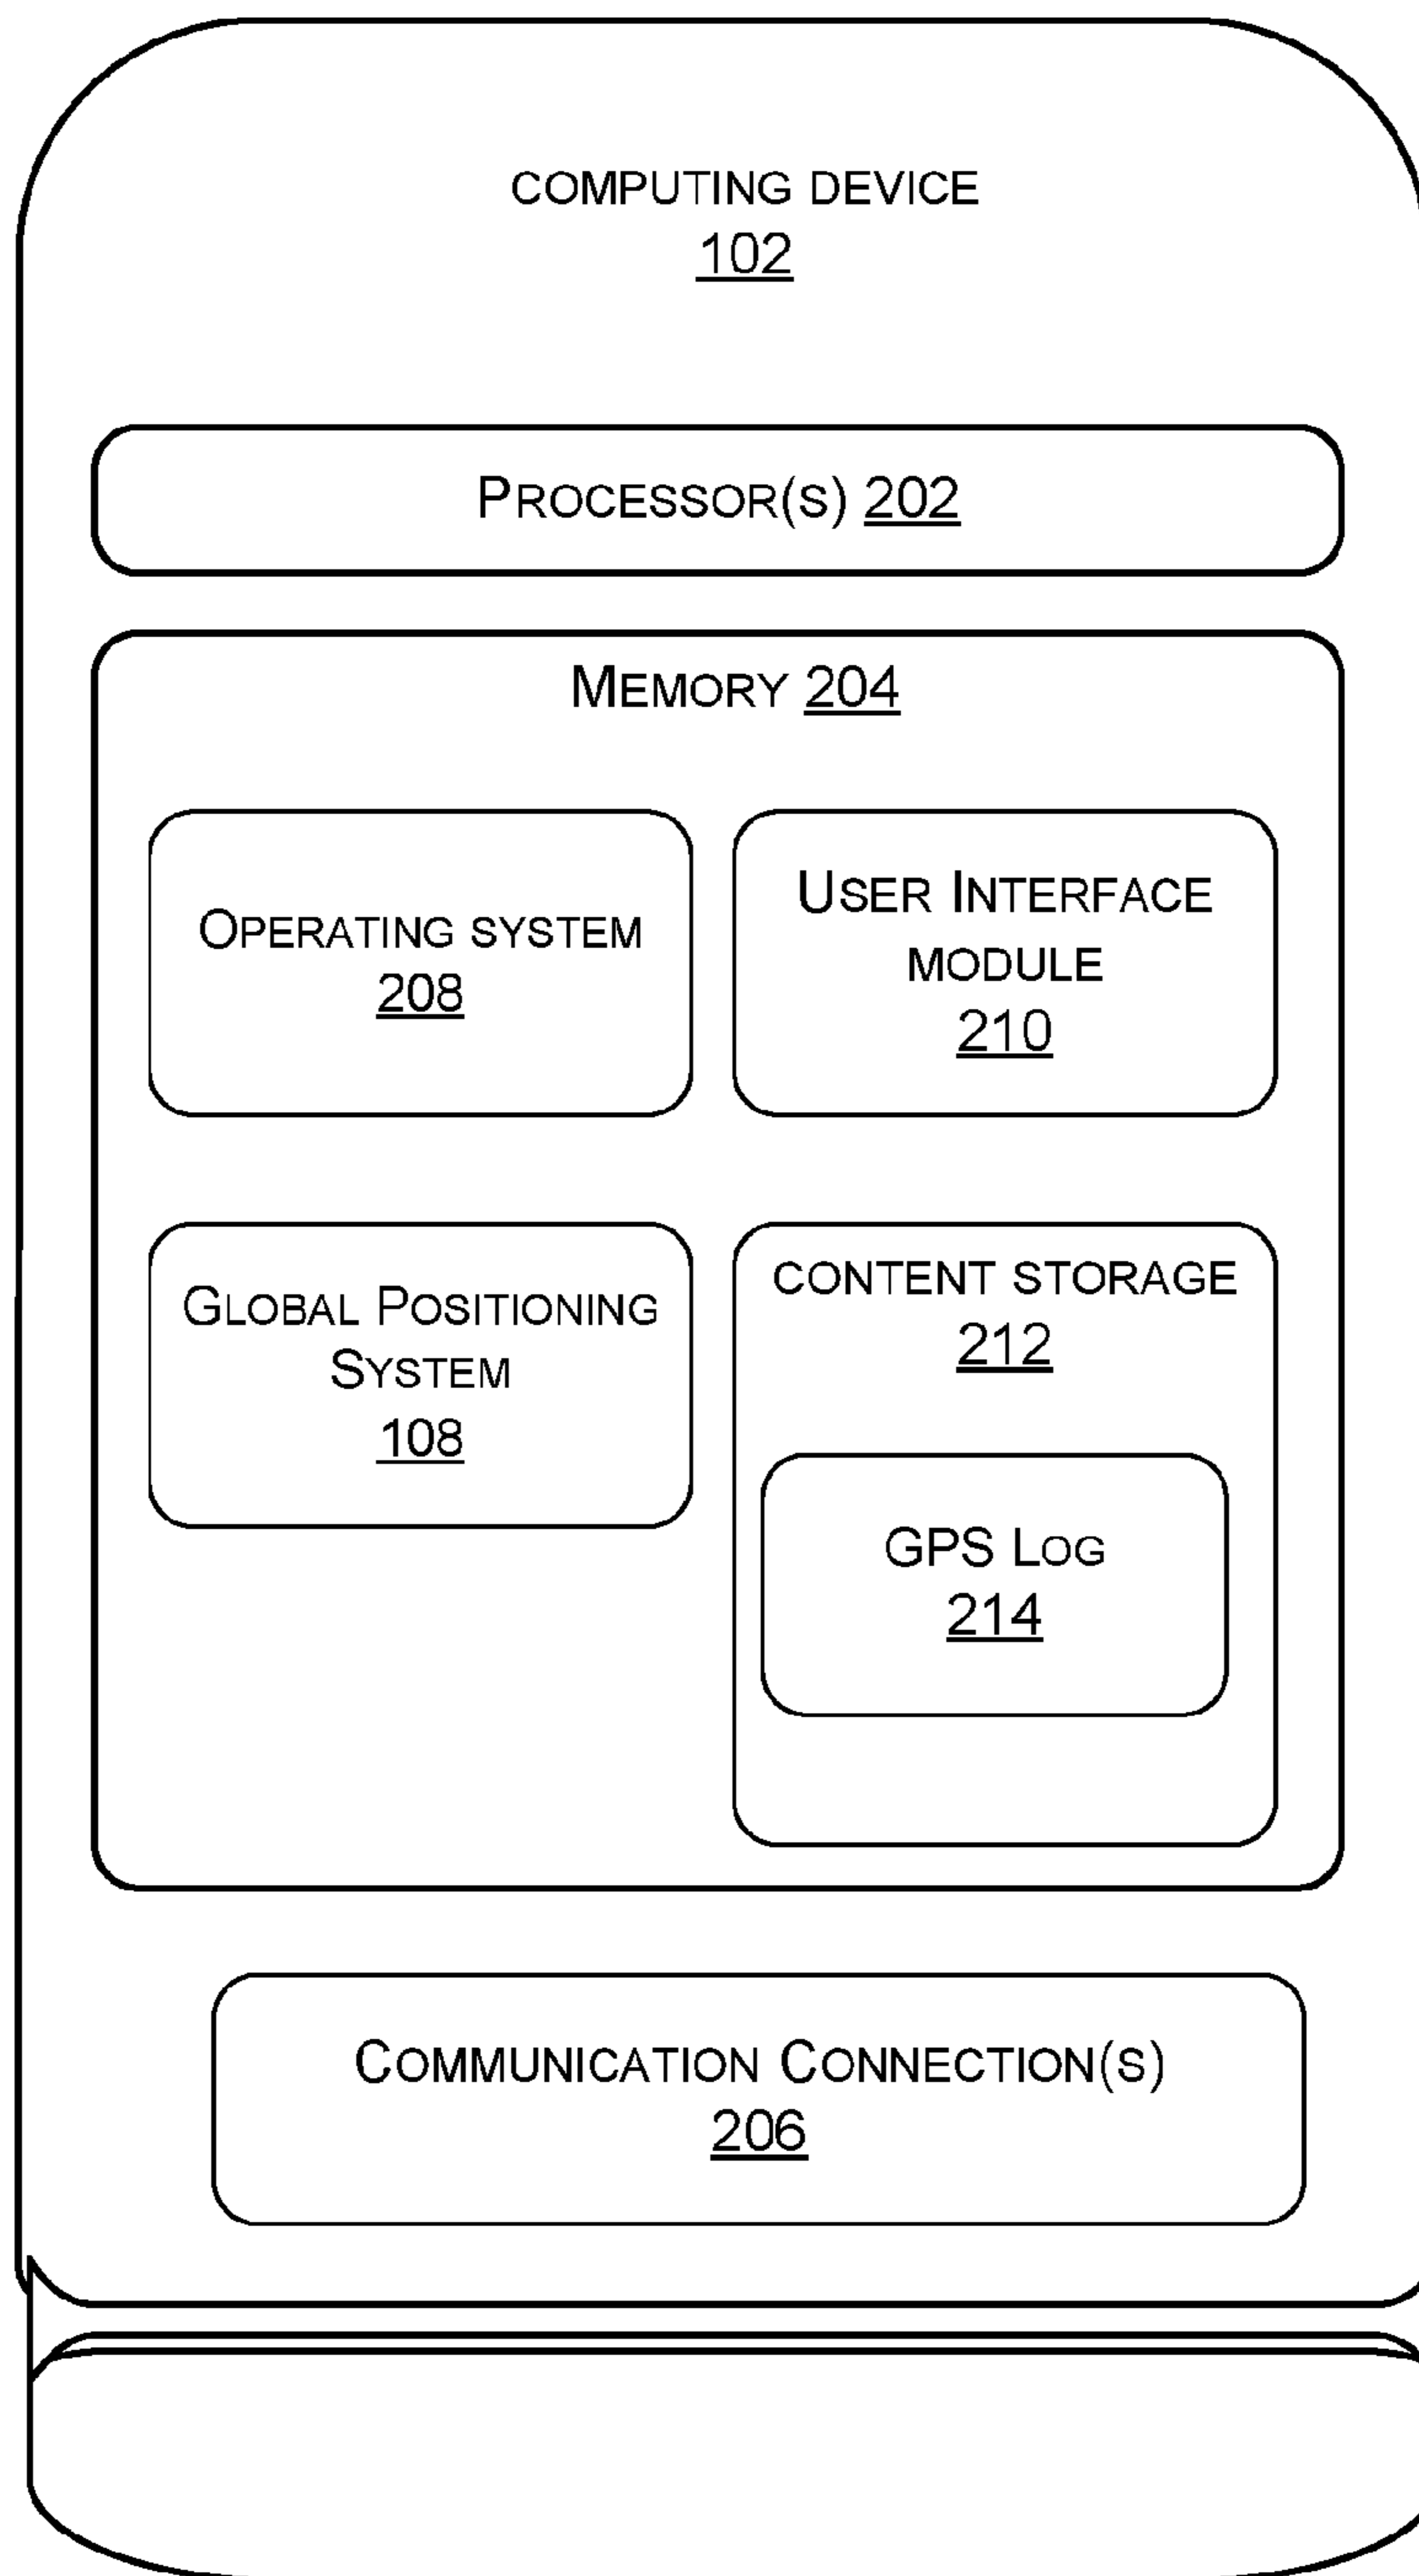 COMPUTING DEVICE
102
PROCESSOR(S) 202
MEMORY 204
OPERATING SYSTEM
208
USER INTERFACE
MODULE
210
GLOBAL POSITIONING
SYSTEM
108
CONTENT STORAGE
212
GPS LOG
214
COMMUNICATION CONNECTION(S)
206